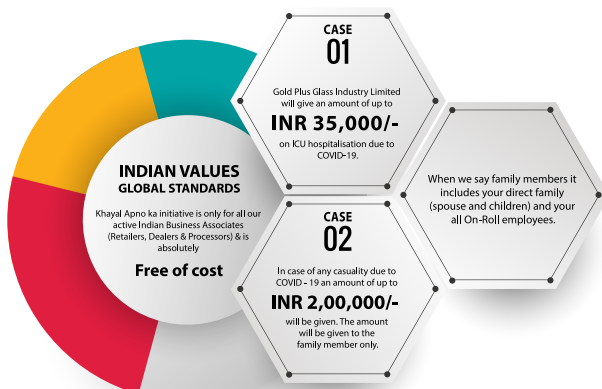 INDIAN VALUES
GLOBAL STANDARDS
Khayal Apno ka initiative is only for all our
active Indian Business Associates
(Retailers, Dealers & Processors) & is
absolutely
Free of cost
CASE
01
Gold Plus Glass Industry Limited
will give an amount of up to
INR 35,000/-
on ICU hospitalisation due to
COVID-19.
CASE
02
In case of any casuality due to
COVID - 19 an amount of up to
INR 2,00,000/-
will be given. The amount
will be given to the
family member only.
When we say family members it
includes your direct family
(spouse and children) and your
all On-Roll employees.